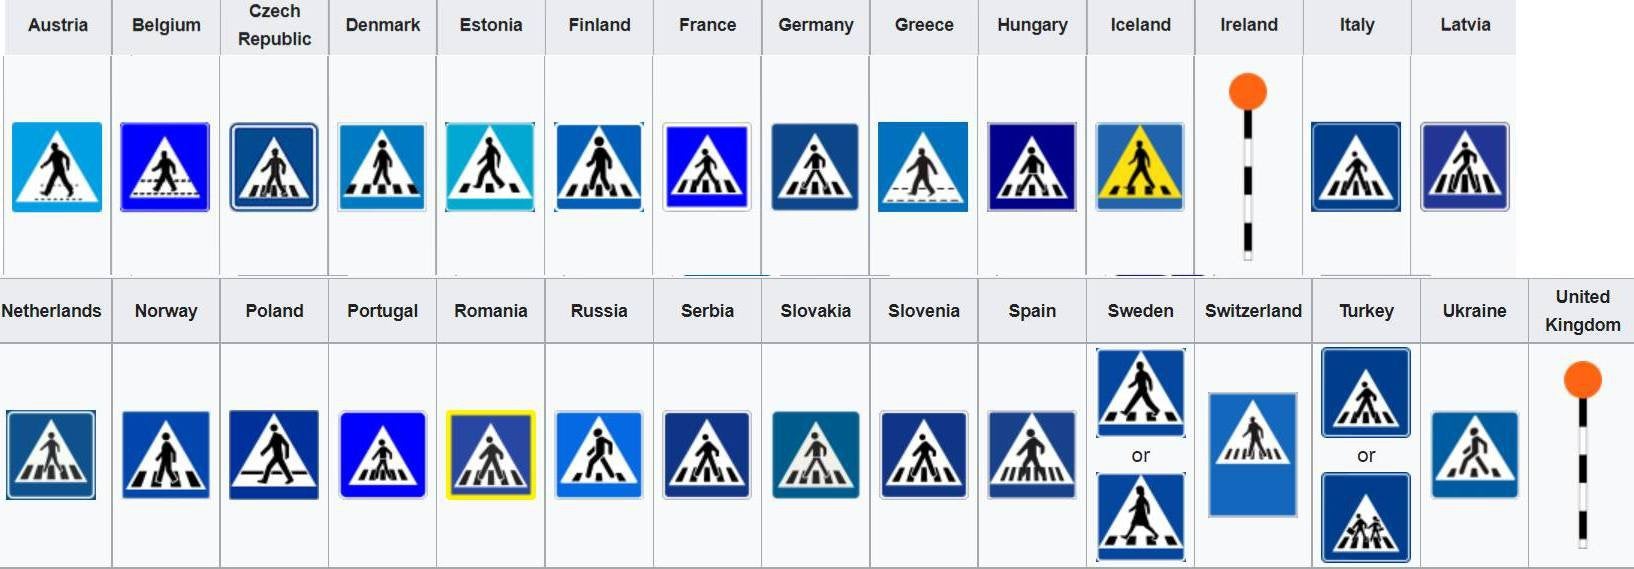 Austria
Belgium
Czech
Republic
Denmark
Estonia
Finland
France
Germany
Greece
Hungary
Iceland
Ireland
Italy
Latvia
Netherlands
Norway
Poland
Portugal
Romania
Russia
Serbia
Slovakia
Slovenia
Spain
Sweden
Switzerland
Turkey
Ukraine
United
Kingdom
or
or